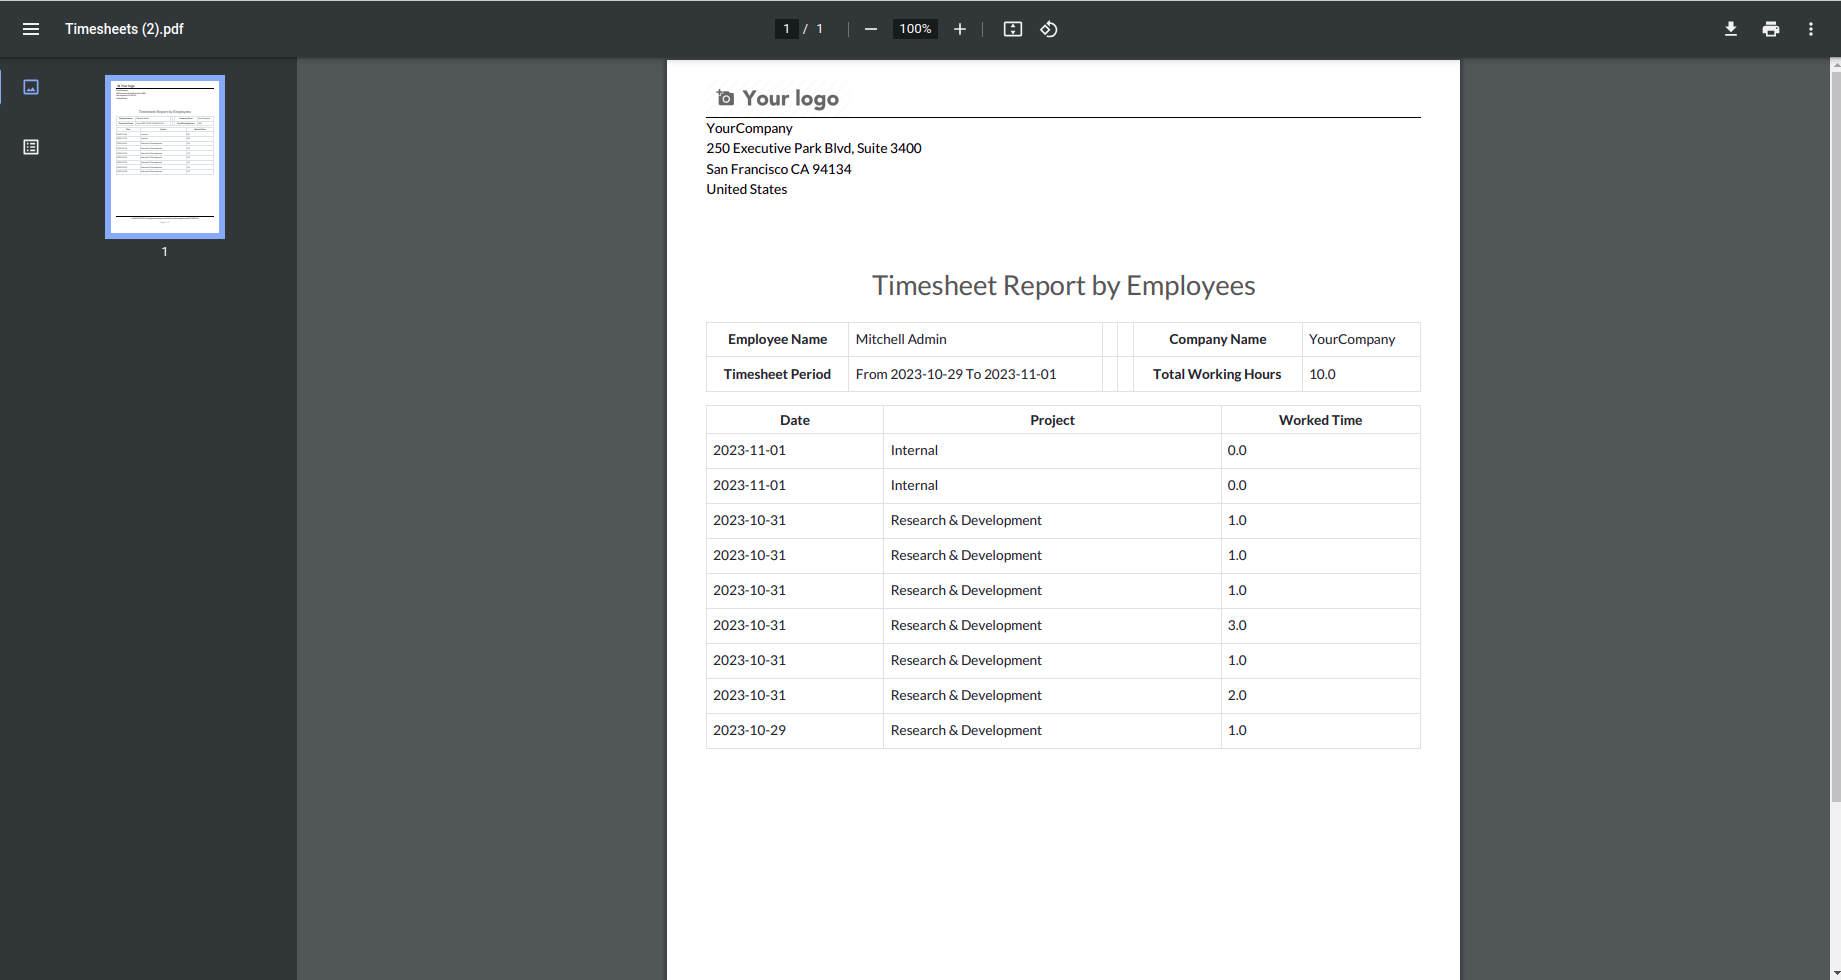 Timesheets (2).pdf
1 / 1
100%
1
Your logo
YourCompany
250 Executive Park Blvd, Suite 3400
San Francisco CA 94134
United States
Timesheet Report by Employees
Employee Name Mitchell Admin Company Name YourCompany
Timesheet Period From 2023-10-29 To 2023-11-01 Total Working Hours 10.0
Date Project Worked Time
2023-11-01 Internal 0.0
2023-11-01 Internal 0.0
2023-10-31 Research & Development 1.0
2023-10-31 Research & Development 1.0
2023-10-31 Research & Development 1.0
2023-10-31 Research & Development 3.0
2023-10-31 Research & Development 1.0
2023-10-31 Research & Development 2.0
2023-10-29 Research & Development 1.0